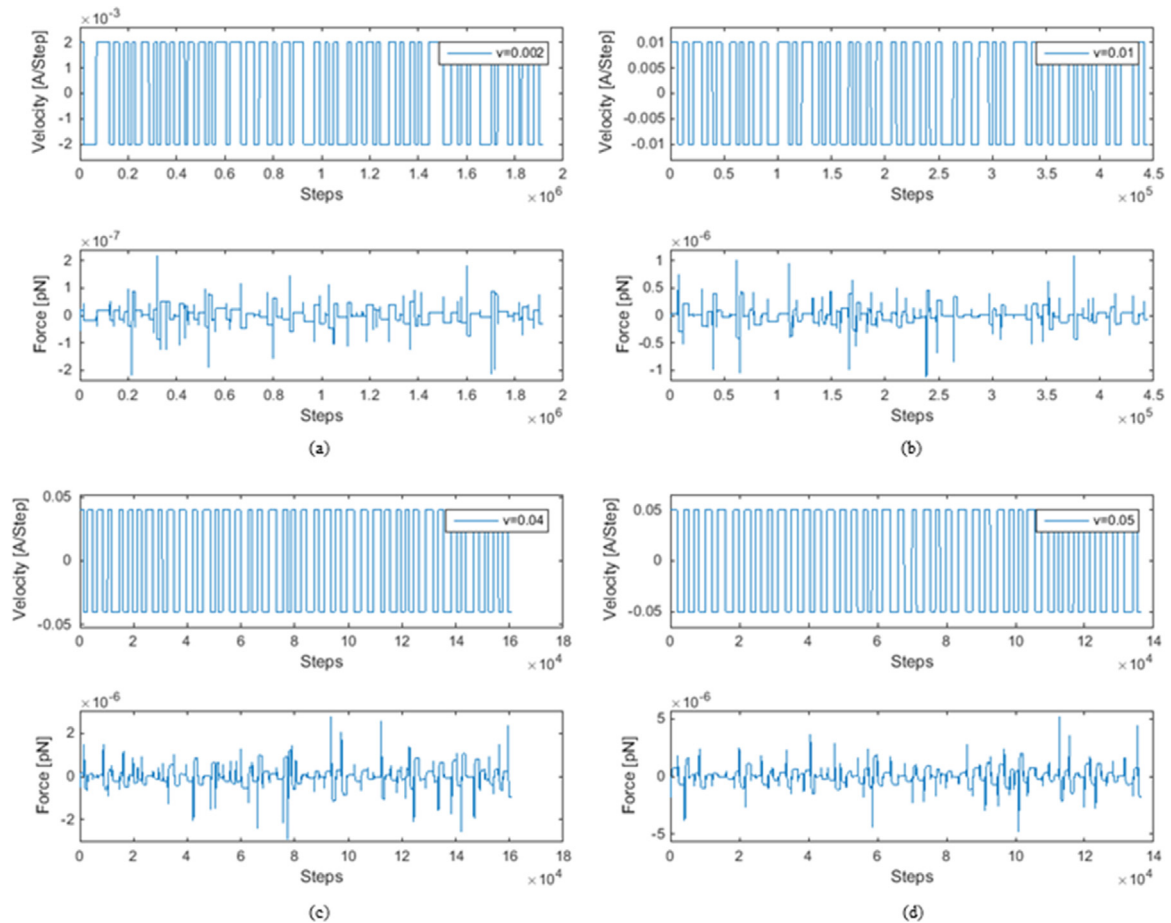 ×10-3
Velocity [A/Step]
2
1
0
-1
-2
v=0.002
0 0.2 0.4 0.6 0.8 1 1.2 1.4 1.6 1.8 2
Steps
×106
×10-7
Force [pN]
2
1
0
-1
-2
0 0.2 0.4 0.6 0.8 1 1.2 1.4 1.6 1.8 2
Steps
×106
(a)
Velocity [A/Step]
0.01
0.005
0
-0.005
-0.01
v=0.01
0 0.5 1 1.5 2 2.5 3 3.5 4 4.5
Steps
×105
×10-6
Force [pN]
1
0
-1
0 0.5 1 1.5 2 2.5 3 3.5 4 4.5
Steps
×105
(b)
Velocity [A/Step]
0.05
0
-0.05
v=0.04
0 2 4 6 8 10 12 14 16 18
Steps
×104
×10-6
Force [pN]
2
0
-2
0 2 4 6 8 10 12 14 16 18
Steps
×104
(c)
Velocity [A/Step]
0.05
0
-0.05
v=0.05
0 2 4 6 8 10 12 14
Steps
×104
×10-6
Force [pN]
5
0
-5
0 2 4 6 8 10 12 14
Steps
×104
(d)